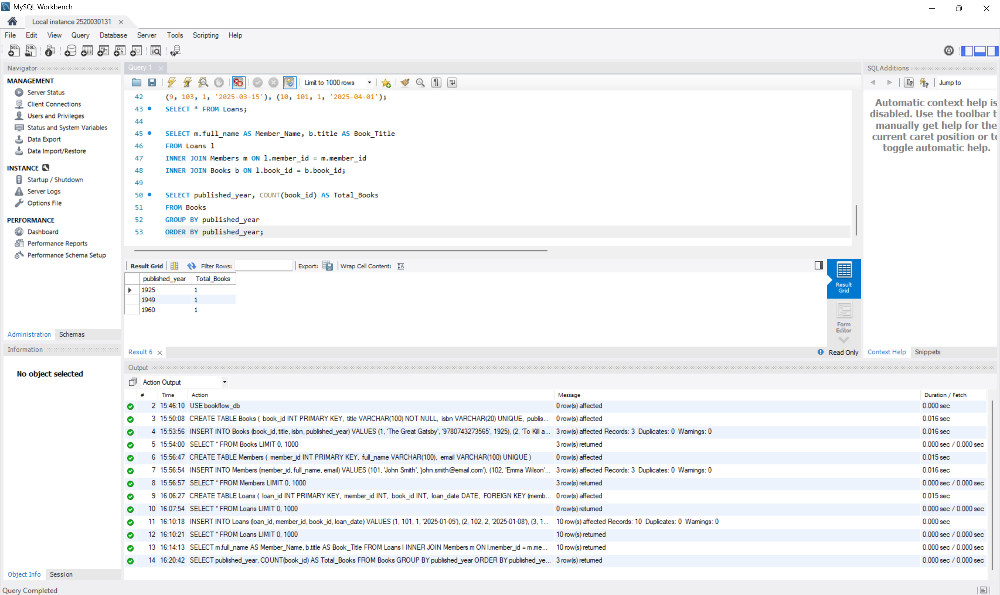 MySQL Workbench
Local instance 2520030131
File Edit View Query Database Server Tools Scripting Help
Navigator
MANAGEMENT
Server Status
Client Connections
Users and Privileges
Status and System Variables
Data Export
Data Import/Restore
INSTANCE
Startup / Shutdown
Server Logs
Options File
PERFORMANCE
Dashboard
Performance Reports
Performance Schema Setup
Administration Schemas
Information
No object selected
Object Info Session
Query 1
Limit to 1000 rows
42 (9, 103, 1, '2025-03-15'), (10, 101, 1, '2025-04-01');
43 SELECT * FROM Loans;
44
45 SELECT m.full_name AS Member_Name, b.title AS Book_Title
46 FROM Loans l
47 INNER JOIN Members m ON l.member_id = m.member_id
48 INNER JOIN Books b ON l.book_id = b.book_id;
49
50 SELECT published_year, COUNT(book_id) AS Total_Books
51 FROM Books
52 GROUP BY published_year
53 ORDER BY published_year;
Result Grid Filter Rows: Export: Wrap Cell Content:
published_year Total_Books
1925 1
1949 1
1960 1
Result Grid
Form Editor
Result 6
Read Only
SQLAdditions
Jump to
Automatic context help is
disabled. Use the toolbar t
manually get help for the
current caret position or to
toggle automatic help.
Context Help Snippets
Output
Action Output
# Time Action Message Duration / Fetch
2 15:46:10 USE bookflow_db 0 row(s) affected 0.000 sec
3 15:50:08 CREATE TABLE Books ( book_id INT PRIMARY KEY, title VARCHAR(100) NOT NULL, isbn VARCHAR(20) UNIQUE, publis... 0 row(s) affected 0.016 sec
4 15:53:56 INSERT INTO Books (book_id, title, isbn, published_year) VALUES (1, 'The Great Gatsby', '9780743273565', 1925), (2, 'To Kill a... 3 row(s) affected Records: 3 Duplicates: 0 Warnings: 0 0.016 sec
5 15:54:00 SELECT * FROM Books LIMIT 0, 1000 3 row(s) returned 0.000 sec / 0.000 sec
6 15:56:47 CREATE TABLE Members ( member_id INT PRIMARY KEY, full_name VARCHAR(100), email VARCHAR(100) UNIQUE ) 0 row(s) affected 0.015 sec
7 15:56:54 INSERT INTO Members (member_id, full_name, email) VALUES (101, 'John Smith', 'john.smith@email.com'), (102, 'Emma Wilson'... 3 row(s) affected Records: 3 Duplicates: 0 Warnings: 0 0.016 sec
8 15:56:57 SELECT * FROM Members LIMIT 0, 1000 3 row(s) returned 0.000 sec / 0.000 sec
9 16:06:27 CREATE TABLE Loans ( loan_id INT PRIMARY KEY, member_id INT, book_id INT, loan_date DATE, FOREIGN KEY (memb... 0 row(s) affected 0.015 sec
10 16:07:54 SELECT * FROM Loans LIMIT 0, 1000 0 row(s) returned 0.000 sec / 0.000 sec
11 16:10:18 INSERT INTO Loans (loan_id, member_id, book_id, loan_date) VALUES (1, 101, 1, '2025-01-05'), (2, 102, 2, '2025-01-08'), (3, 1... 10 row(s) affected Records: 10 Duplicates: 0 Warnings: 0 0.000 sec
12 16:10:21 SELECT * FROM Loans LIMIT 0, 1000 10 row(s) returned 0.000 sec / 0.000 sec
13 16:14:13 SELECT m.full_name AS Member_Name, b.title AS Book_Title FROM Loans l INNER JOIN Members m ON l.member_id = m.me... 10 row(s) returned 0.000 sec / 0.000 sec
14 16:20:42 SELECT published_year, COUNT(book_id) AS Total_Books FROM Books GROUP BY published_year ORDER BY published_ye... 3 row(s) returned 0.000 sec / 0.000 sec
Query Completed